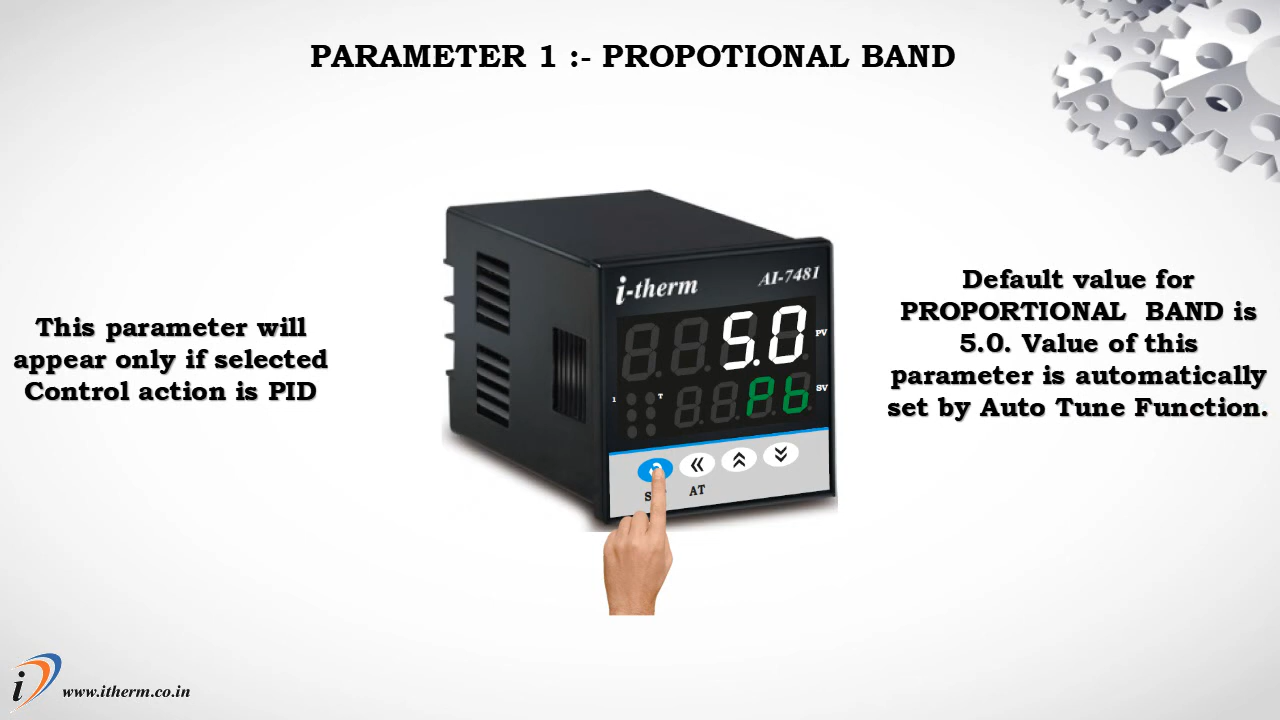 PARAMETER 1 :- PROPOTIONAL BAND
This parameter will
appear only if selected
Control action is PID
i-therm
AI-7481
5.0
PV
Pb
SV
1
T
AT
Default value for
PROPORTIONAL BAND is
5.0. Value of this
parameter is automatically
set by Auto Tune Function.
i
www.itherm.co.in